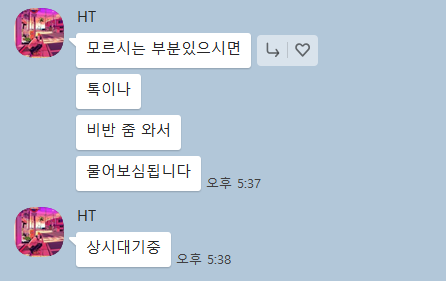 HT
모르시는 부분있으시면
톡이나
비반 줌 와서
물어보심됩니다
오후 5:37
HT
상시대기중
오후 5:38